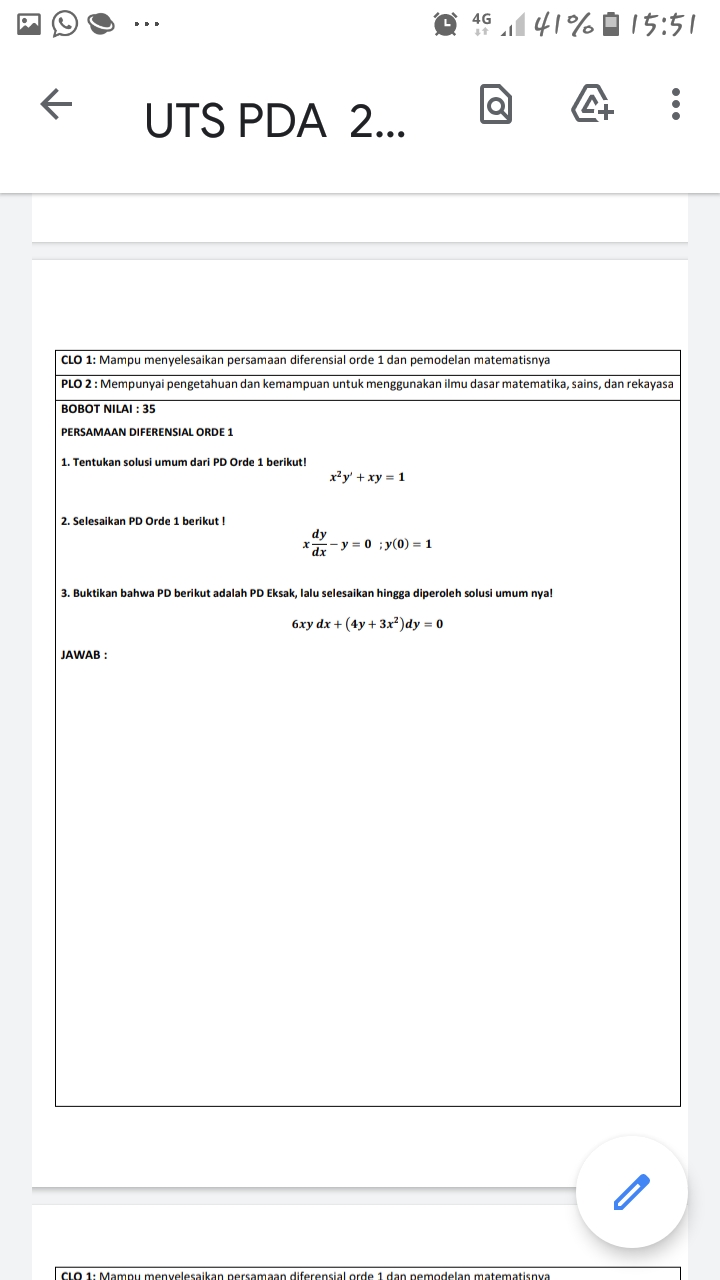 4G 41% 15:51
UTS PDA 2...
CLO 1: Mampu menyelesaikan persamaan diferensial orde 1 dan pemodelan matematisnya
PLO 2 : Mempunyai pengetahuan dan kemampuan untuk menggunakan ilmu dasar matematika, sains, dan rekayasa
BOBOT NILAI : 35
PERSAMAAN DIFERENSIAL ORDE 1
1. Tentukan solusi umum dari PD Orde 1 berikut!
x²y′ + xy = 1
2. Selesaikan PD Orde 1 berikut !
x dy/dx − y = 0 ; y(0) = 1
3. Buktikan bahwa PD berikut adalah PD Eksak, lalu selesaikan hingga diperoleh solusi umum nya!
6xy dx + (4y + 3x²)dy = 0
JAWAB :
CLO 1: Mampu menyelesaikan persamaan diferensial orde 1 dan pemodelan matematisnya